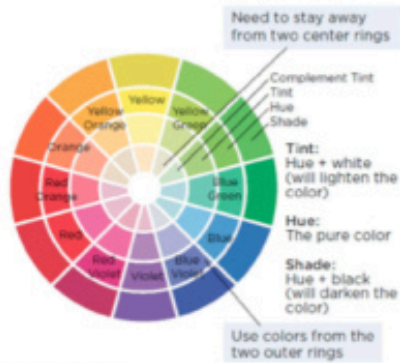 Need to stay away
from two center rings
Complement Tint
Tint
Hue
Shade
Yellow
Yellow
Orange
Yellow
Green
Orange
Red
Orange
Blue
Green
Red
Blue
Red
Violet
Violet
Blue
Violet
Tint:
Hue + white
(will lighten the
color)
Hue:
The pure color
Shade:
Hue + black
(will darken the
color)
Use colors from the
two outer rings